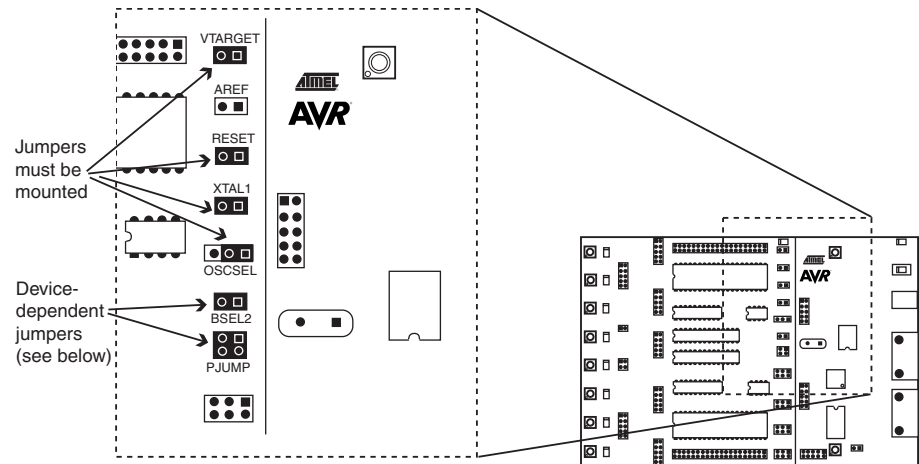 VTARGET
AREF
RESET
XTAL1
OSCSEL
BSEL2
PJUMP
Jumpers
must be
mounted
Device-
dependent
jumpers
(see below)
ATMEL
AVR
ATMEL
AVR